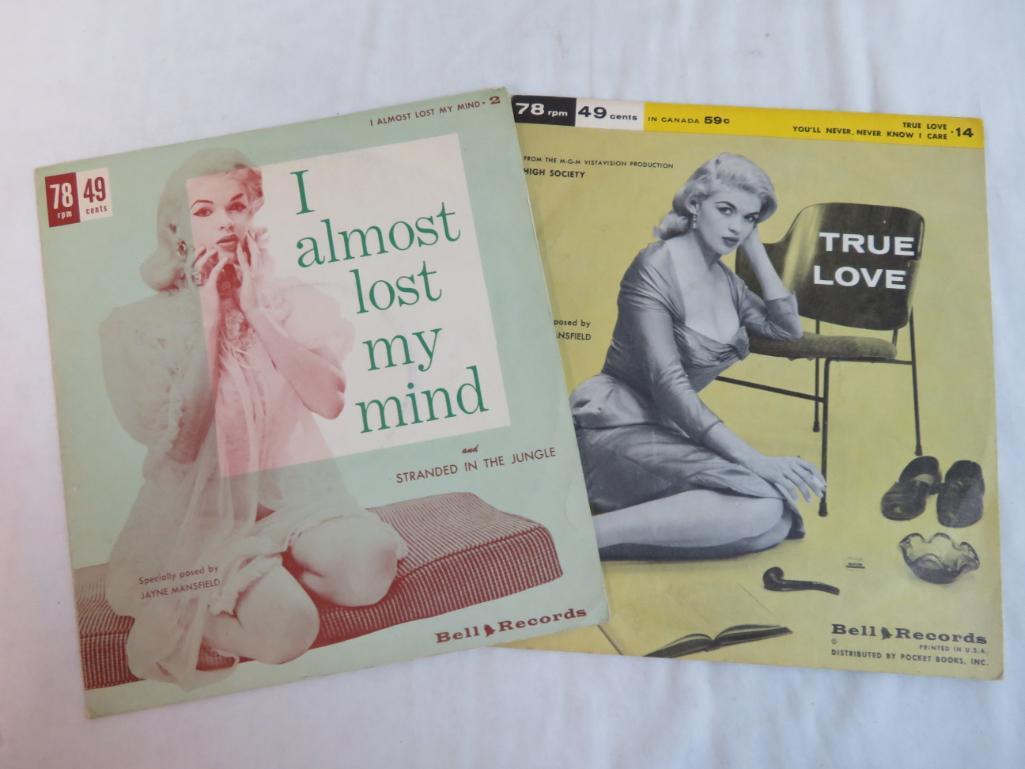 I ALMOST LOST MY MIND • 2
78
rpm
49
cents
I
almost
lost
my
mind
and
STRANDED IN THE JUNGLE
Specially posed by
JAYNE MANSFIELD
Bell Records
78 rpm
49 cents
IN CANADA 59c
TRUE LOVE
YOU'LL NEVER, NEVER KNOW I CARE • 14
FROM THE M-G-M VISTAVISION PRODUCTION
HIGH SOCIETY
TRUE
LOVE
posed by
MANSFIELD
Bell Records
©
PRINTED IN U.S.A.
DISTRIBUTED BY POCKET BOOKS, INC.